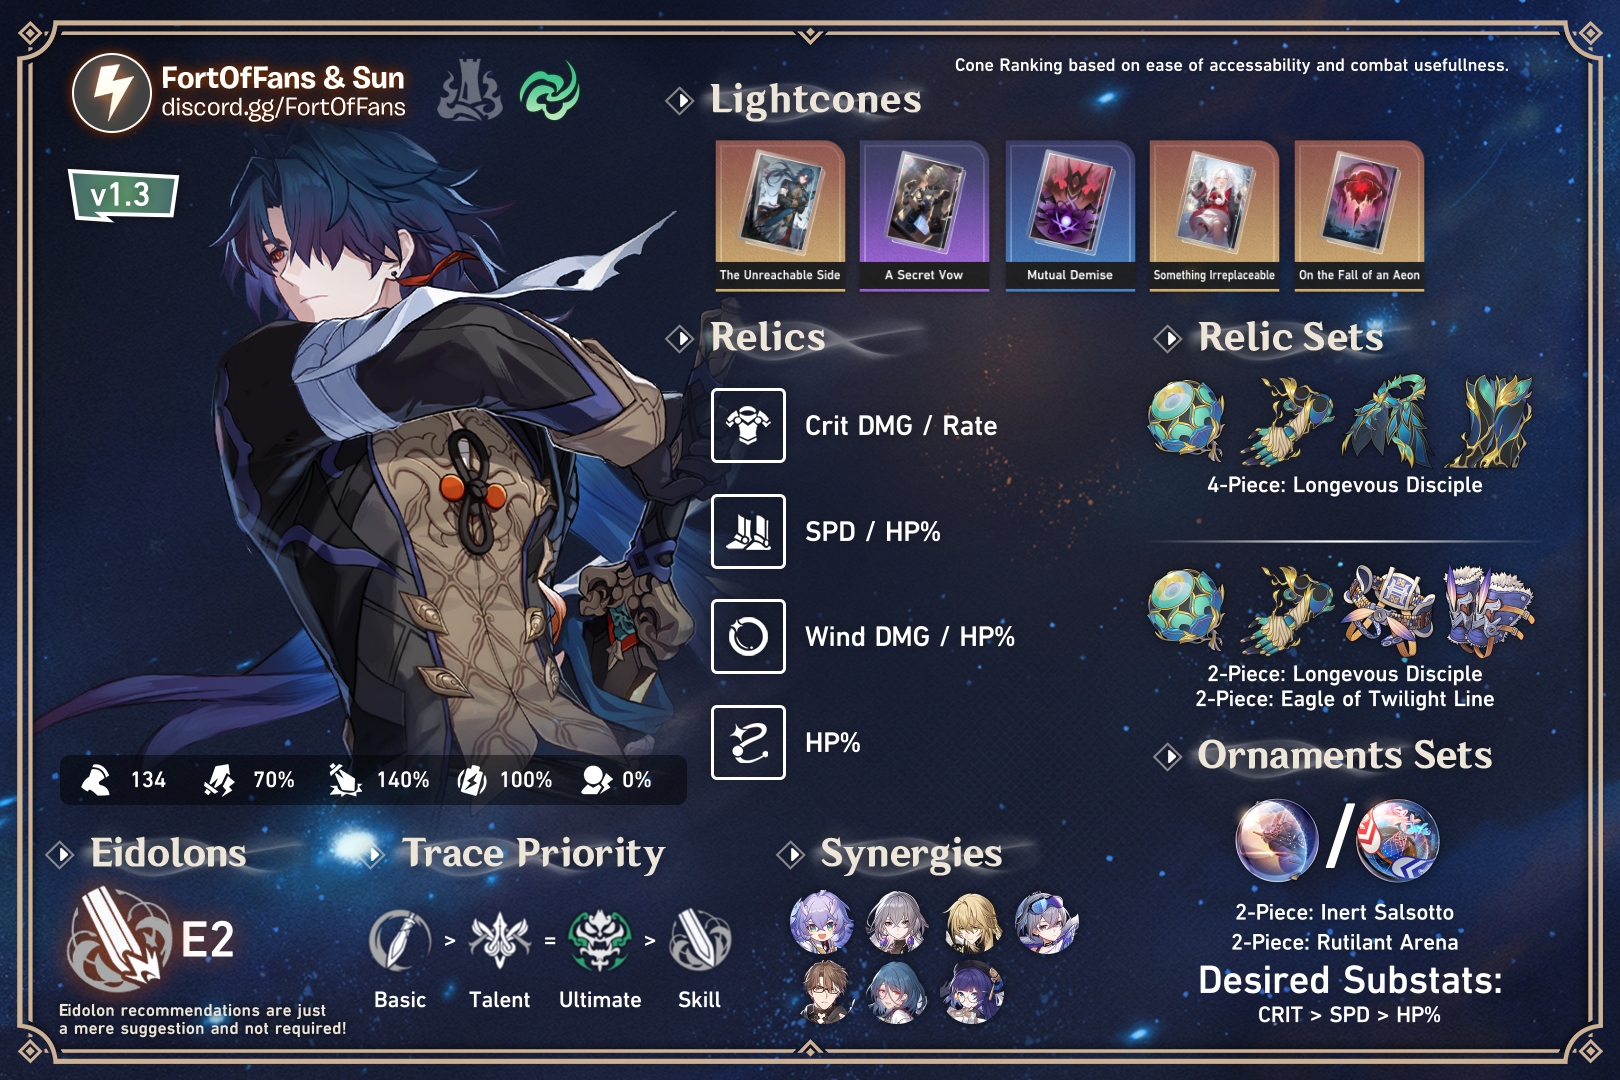 FortOfFans & Sun
discord.gg/FortOfFans
v1.3
Cone Ranking based on ease of accessability and combat usefullness.
Lightcones
The Unreachable Side
A Secret Vow
Mutual Demise
Something Irreplaceable
On the Fall of an Aeon
Relics
Crit DMG / Rate
SPD / HP%
Wind DMG / HP%
HP%
Relic Sets
4-Piece: Longevous Disciple
2-Piece: Longevous Disciple
2-Piece: Eagle of Twilight Line
Ornaments Sets
/
2-Piece: Inert Salsotto
2-Piece: Rutilant Arena
Desired Substats:
CRIT > SPD > HP%
134 70% 140% 100% 0%
Eidolons
E2
Eidolon recommendations are just
a mere suggestion and not required!
Trace Priority
> = >
Basic Talent Ultimate Skill
Synergies